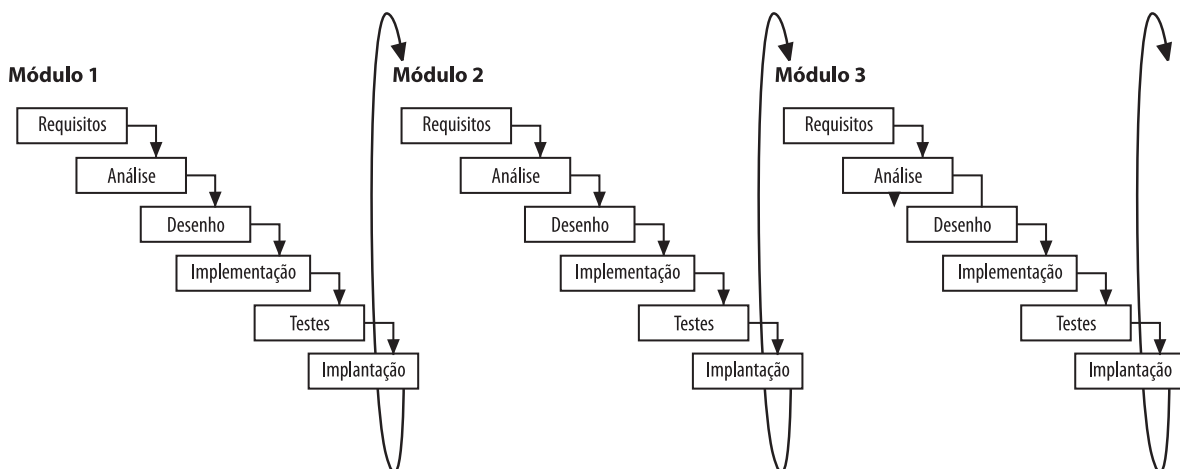 Módulo 1
Requisitos
Análise
Desenho
Implementação
Testes
Implantação
Módulo 2
Requisitos
Análise
Desenho
Implementação
Testes
Implantação
Módulo 3
Requisitos
Análise
Desenho
Implementação
Testes
Implantação